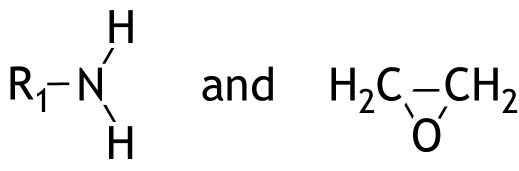 H
R₁–N and H₂C–CH₂
H O